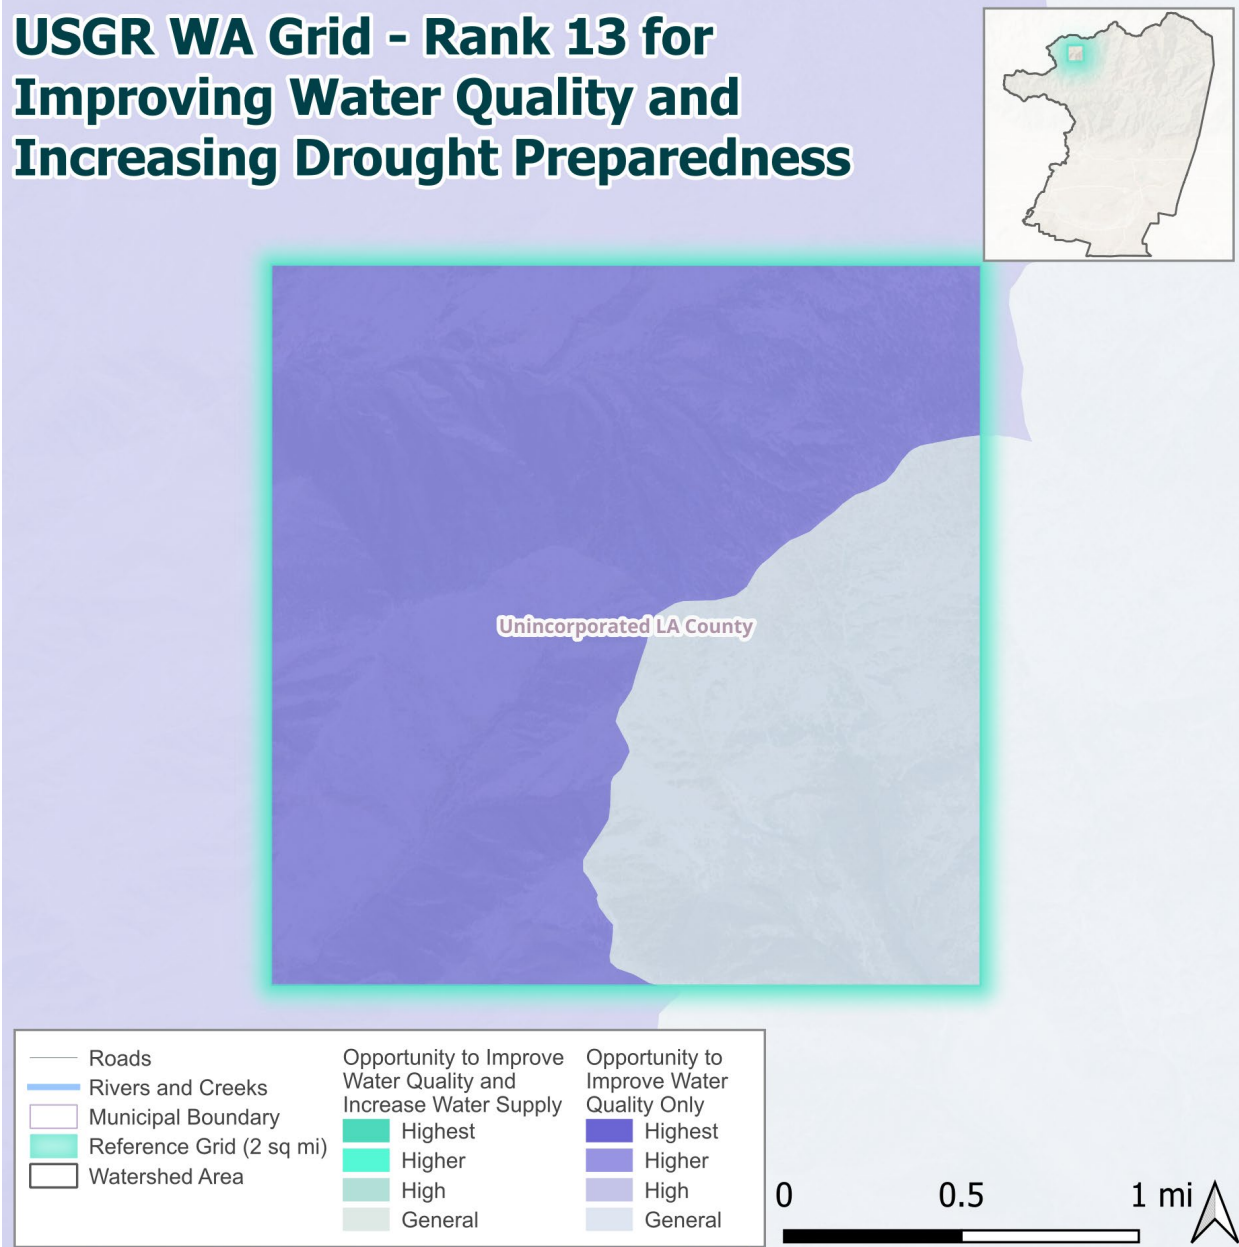 USGR WA Grid - Rank 13 for
Improving Water Quality and
Increasing Drought Preparedness
Unincorporated LA County
Roads
Rivers and Creeks
Municipal Boundary
Reference Grid (2 sq mi)
Watershed Area
Opportunity to Improve
Water Quality and
Increase Water Supply
Highest
Higher
High
General
Opportunity to
Improve Water
Quality Only
Highest
Higher
High
General
0 0.5 1 mi